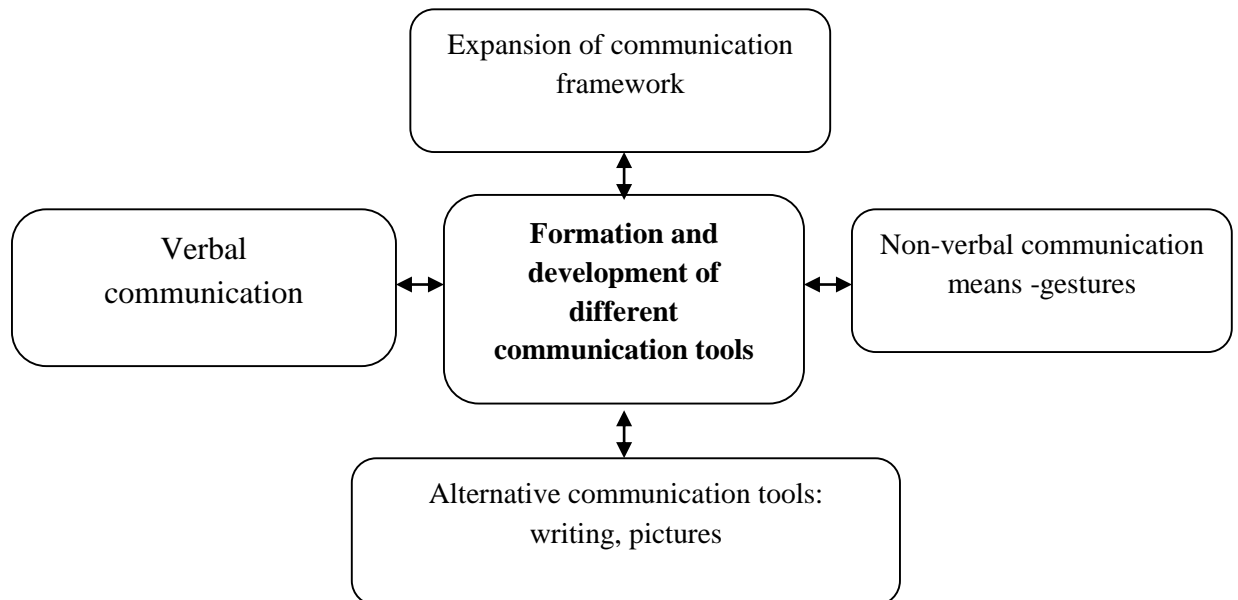 Expansion of communication
framework
Verbal
communication
Formation and
development of
different
communication tools
Non-verbal communication
means -gestures
Alternative communication tools:
writing, pictures